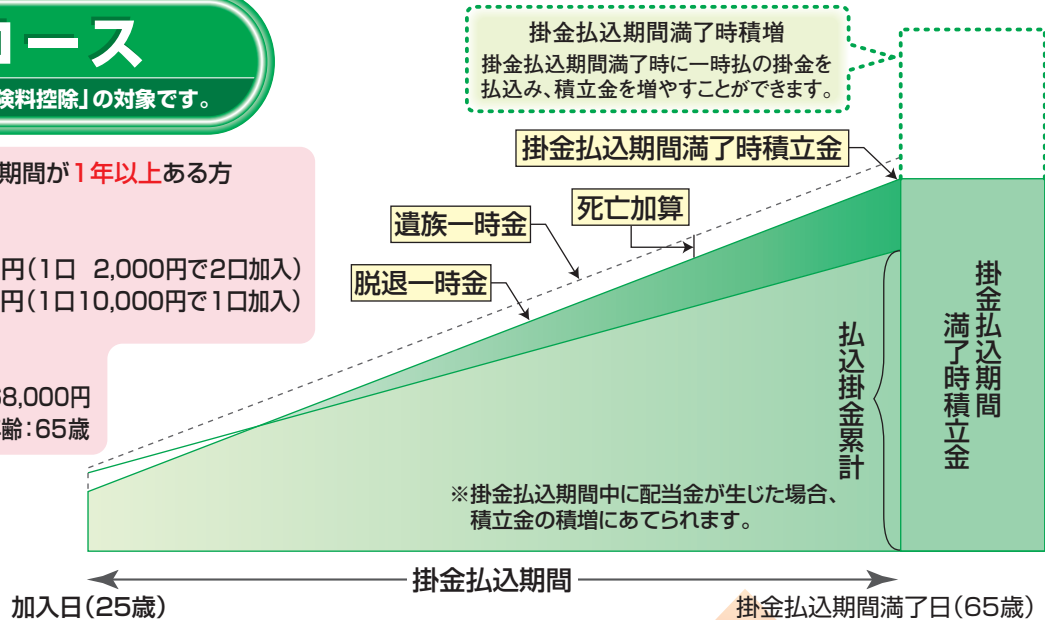 コース
険料控除」の対象です。
期間が1年以上ある方
円(1口 2,000円で2口加入)
円(1口10,000円で1口加入)
8,000円
齢:65歳
掛金払込期間満了時積増
掛金払込期間満了時に一時払の掛金を
払込み、積立金を増やすことができます。
掛金払込期間満了時積立金
死亡加算
遺族一時金
脱退一時金
払込掛金累計
掛金払込期間
満了時積立金
※掛金払込期間中に配当金が生じた場合、
積立金の積増にあてられます。
掛金払込期間
加入日(25歳)
掛金払込期間満了日(65歳)